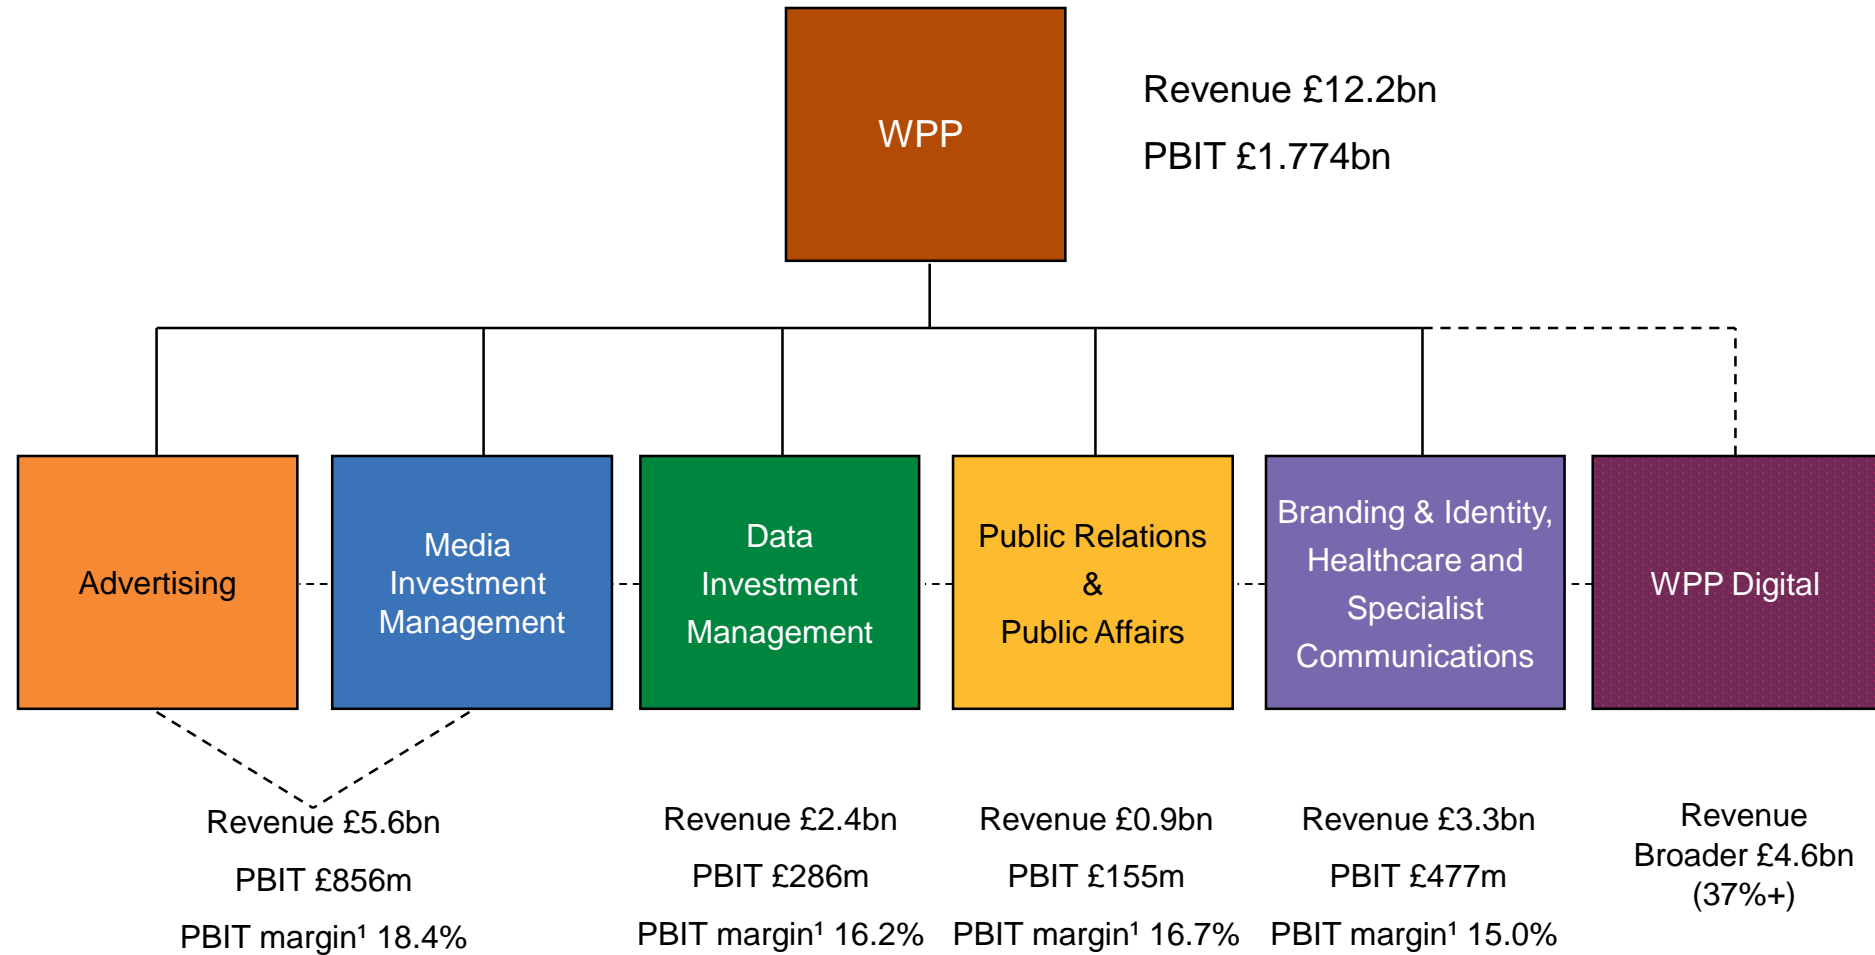 WPP
Revenue £12.2bn
PBIT £1.774bn
Advertising
Media
Investment
Management
Data
Investment
Management
Public Relations
&
Public Affairs
Branding & Identity,
Healthcare and
Specialist
Communications
WPP Digital
Revenue £5.6bn
PBIT £856m
PBIT margin¹ 18.4%
Revenue £2.4bn
PBIT £286m
PBIT margin¹ 16.2%
Revenue £0.9bn
PBIT £155m
PBIT margin¹ 16.7%
Revenue £3.3bn
PBIT £477m
PBIT margin¹ 15.0%
Revenue
Broader £4.6bn
(37%+)